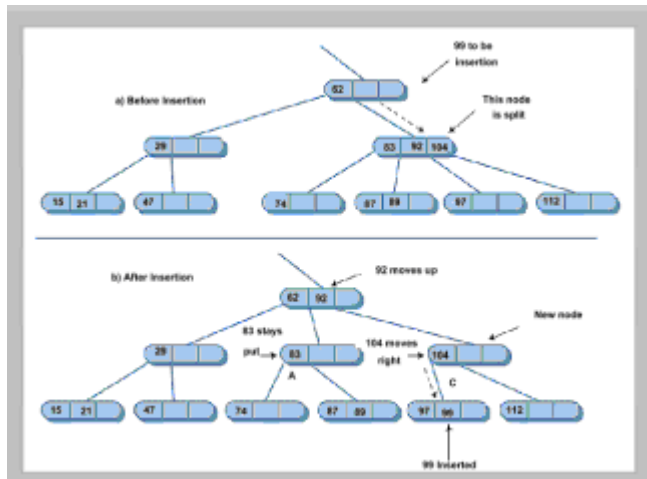 99 to be
insertion
62
a) Before Insertion
This node
is split
29
83 92 104
15 21
47
74
87 89
97
112
92 moves up
b) After Insertion
62 92
New node
83 stays
put
104 moves
right
29
83
104
A
C
15 21
47
74
87 89
97 99
112
99 Inserted